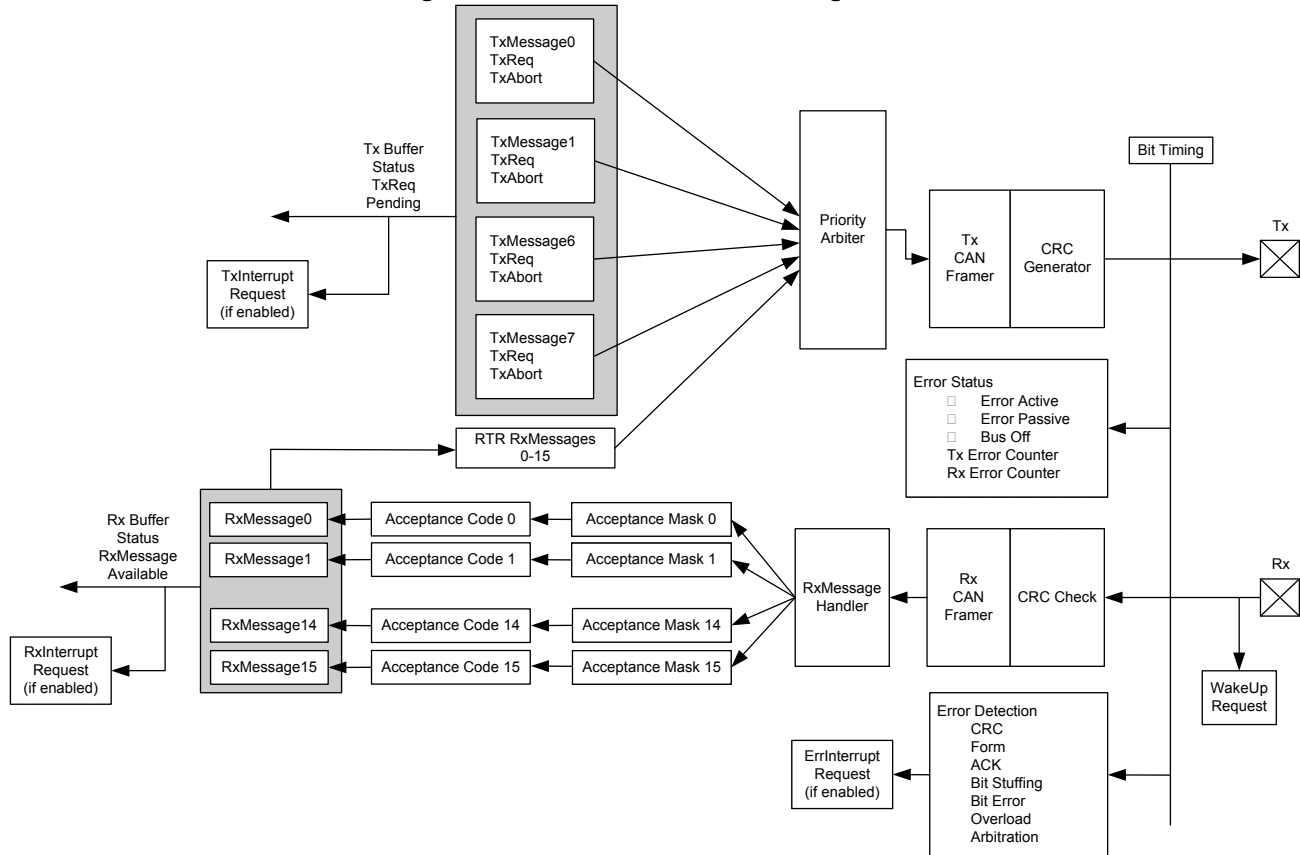 TxMessage0
TxReq
TxAbort
TxMessage1
TxReq
TxAbort
TxMessage6
TxReq
TxAbort
TxMessage7
TxReq
TxAbort
Tx Buffer
Status
TxReq
Pending
TxInterrupt
Request
(if enabled)
Priority
Arbiter
Tx
CAN
Framer
CRC
Generator
Bit Timing
Tx
Error Status
Error Active
Error Passive
Bus Off
Tx Error Counter
Rx Error Counter
RTR RxMessages
0-15
Rx Buffer
Status
RxMessage
Available
RxInterrupt
Request
(if enabled)
RxMessage0
Acceptance Code 0
Acceptance Mask 0
RxMessage1
Acceptance Code 1
Acceptance Mask 1
RxMessage14
Acceptance Code 14
Acceptance Mask 14
RxMessage15
Acceptance Code 15
Acceptance Mask 15
RxMessage
Handler
Rx
CAN
Framer
CRC Check
Rx
WakeUp
Request
ErrInterrupt
Request
(if enabled)
Error Detection
CRC
Form
ACK
Bit Stuffing
Bit Error
Overload
Arbitration